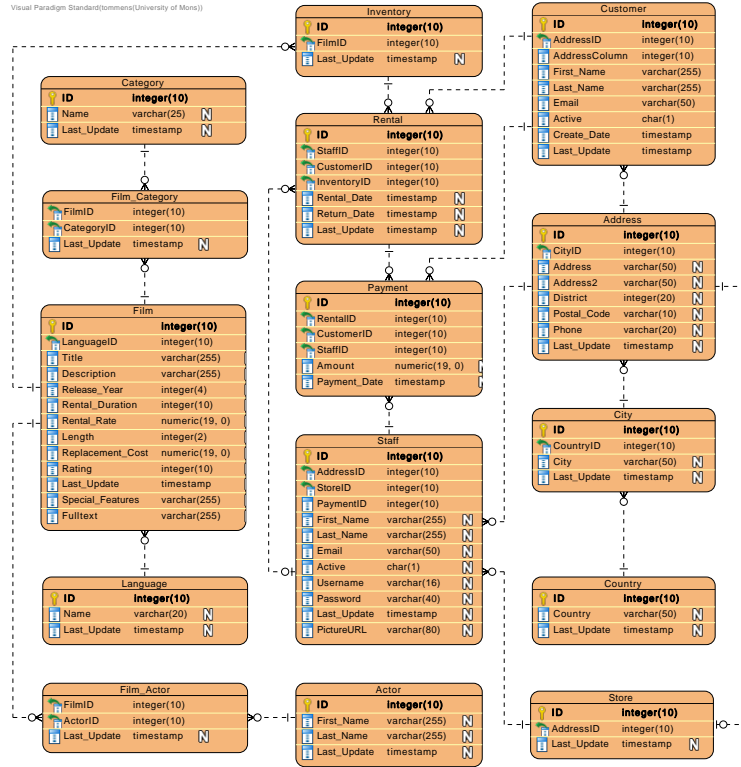 Visual Paradigm Standard(tommens(University of Mons))
Inventory
ID integer(10)
FilmID integer(10)
Last_Update timestamp N
Customer
ID integer(10)
AddressID integer(10)
AddressColumn integer(10)
First_Name varchar(255)
Last_Name varchar(255)
Email varchar(50)
Active char(1)
Create_Date timestamp
Last_Update timestamp
Category
ID integer(10)
Name varchar(25) N
Last_Update timestamp N
Rental
ID integer(10)
StaffID integer(10)
CustomerID integer(10)
InventoryID integer(10)
Rental_Date timestamp N
Return_Date timestamp N
Last_Update timestamp N
Film_Category
FilmID integer(10)
CategoryID integer(10)
Last_Update timestamp N
Address
ID integer(10)
CityID integer(10)
Address varchar(50) N
Address2 varchar(50) N
District integer(20) N
Postal_Code varchar(10) N
Phone varchar(20) N
Last_Update timestamp N
Payment
ID integer(10)
RentalID integer(10)
CustomerID integer(10)
StaffID integer(10)
Amount numeric(19, 0)
Payment_Date timestamp
Film
ID integer(10)
LanguageID integer(10)
Title varchar(255)
Description varchar(255)
Release_Year integer(4)
Rental_Duration integer(10)
Rental_Rate numeric(19, 0)
Length integer(2)
Replacement_Cost numeric(19, 0)
Rating integer(10)
Last_Update timestamp
Special_Features varchar(255)
Fulltext varchar(255)
City
ID integer(10)
CountryID integer(10)
City varchar(50) N
Last_Update timestamp N
Staff
ID integer(10)
AddressID integer(10)
StoreID integer(10)
PaymentID integer(10)
First_Name varchar(255) N
Last_Name varchar(255) N
Email varchar(50) N
Active char(1) N
Username varchar(16) N
Password varchar(40) N
Last_Update timestamp N
PictureURL varchar(80) N
Language
ID integer(10)
Name varchar(20) N
Last_Update timestamp N
Country
ID integer(10)
Country varchar(50) N
Last_Update timestamp N
Film_Actor
FilmID integer(10)
ActorID integer(10)
Last_Update timestamp N
Actor
ID integer(10)
First_Name varchar(255) N
Last_Name varchar(255) N
Last_Update timestamp N
Store
ID integer(10)
AddressID integer(10)
Last_Update timestamp N